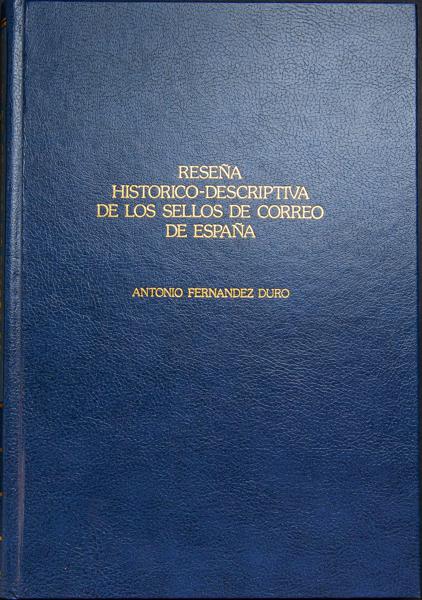 RESEÑA
HISTORICO-DESCRIPTIVA
DE LOS SELLOS DE CORREO
DE ESPAÑA
ANTONIO FERNANDEZ DURO